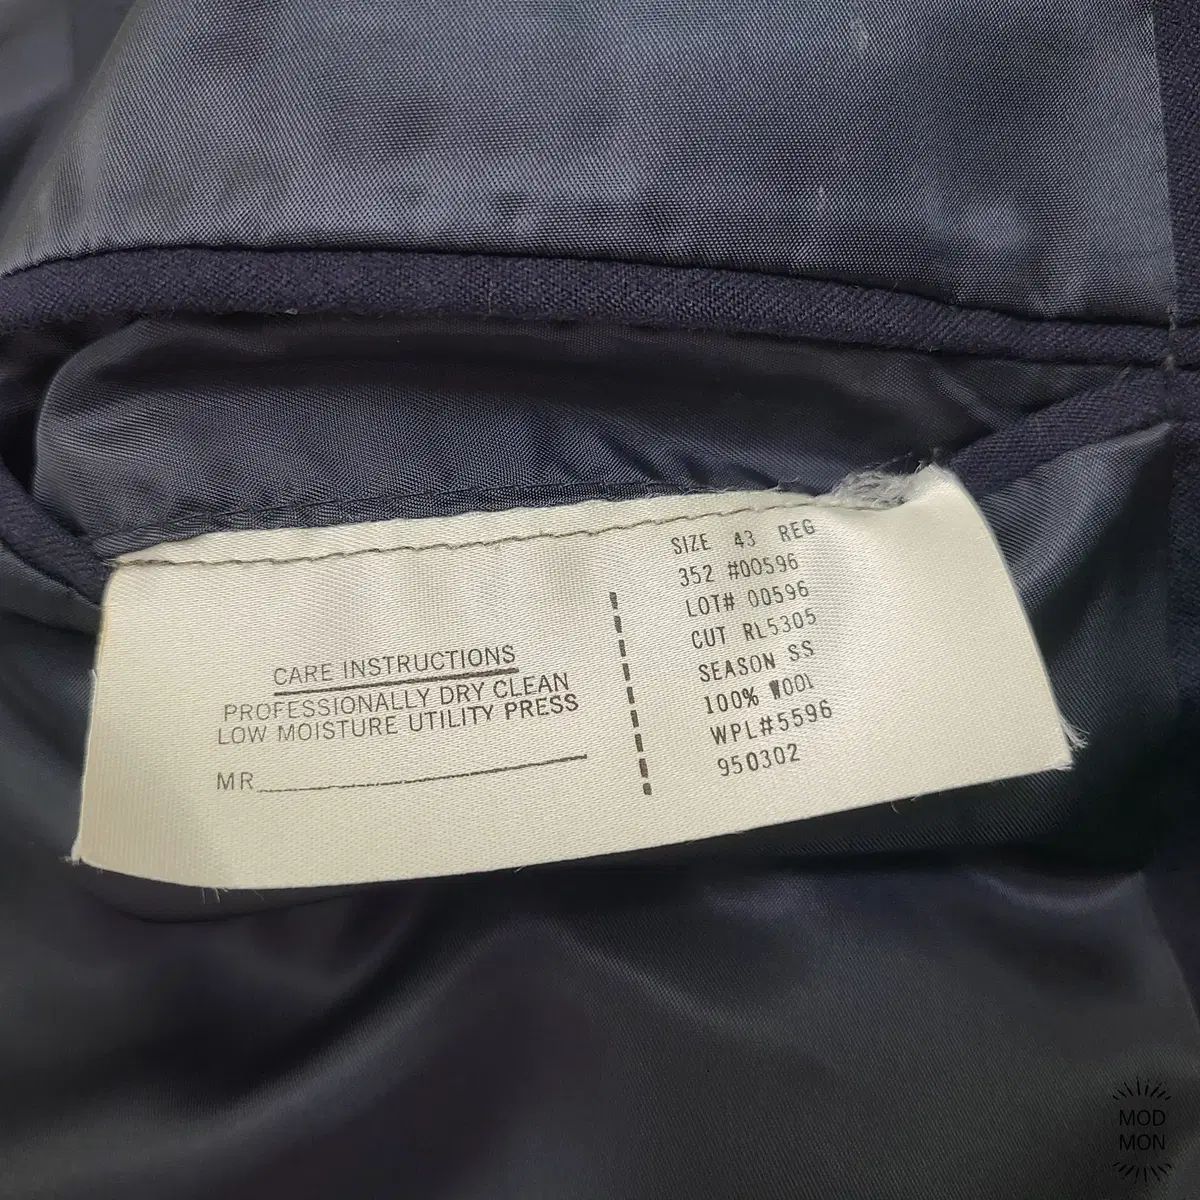 CARE INSTRUCTIONS
PROFESSIONALLY DRY CLEAN
LOW MOISTURE UTILITY PRESS
MR
SIZE 43 REG
352 #00596
LOT# 00596
CUT RL5305
SEASON SS
100% WOOL
WPL#5596
950302
MOD
MON